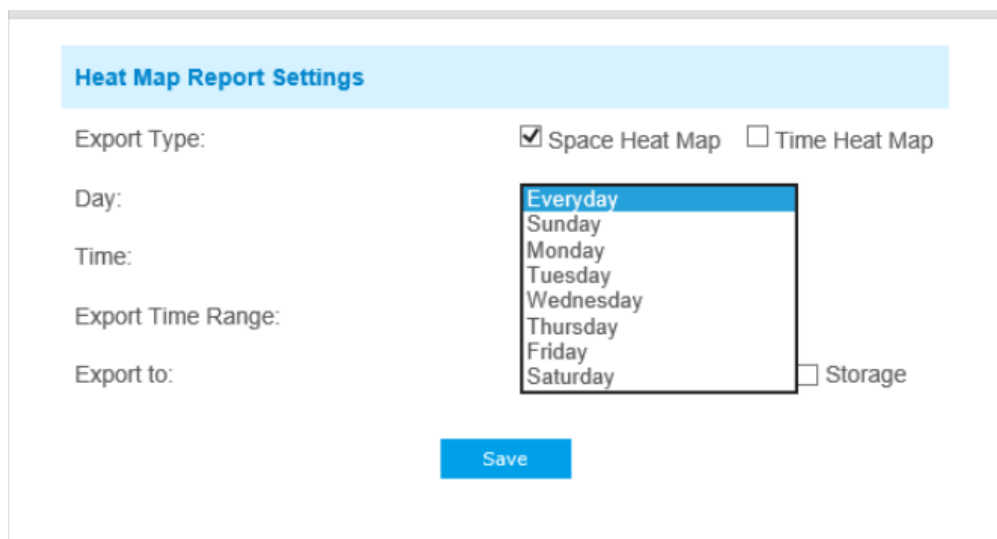 Heat Map Report Settings
Export Type: Space Heat Map Time Heat Map
Day: Everyday
Sunday
Time: Monday
Tuesday
Wednesday
Export Time Range: Thursday
Friday
Export to: Saturday Storage
Save